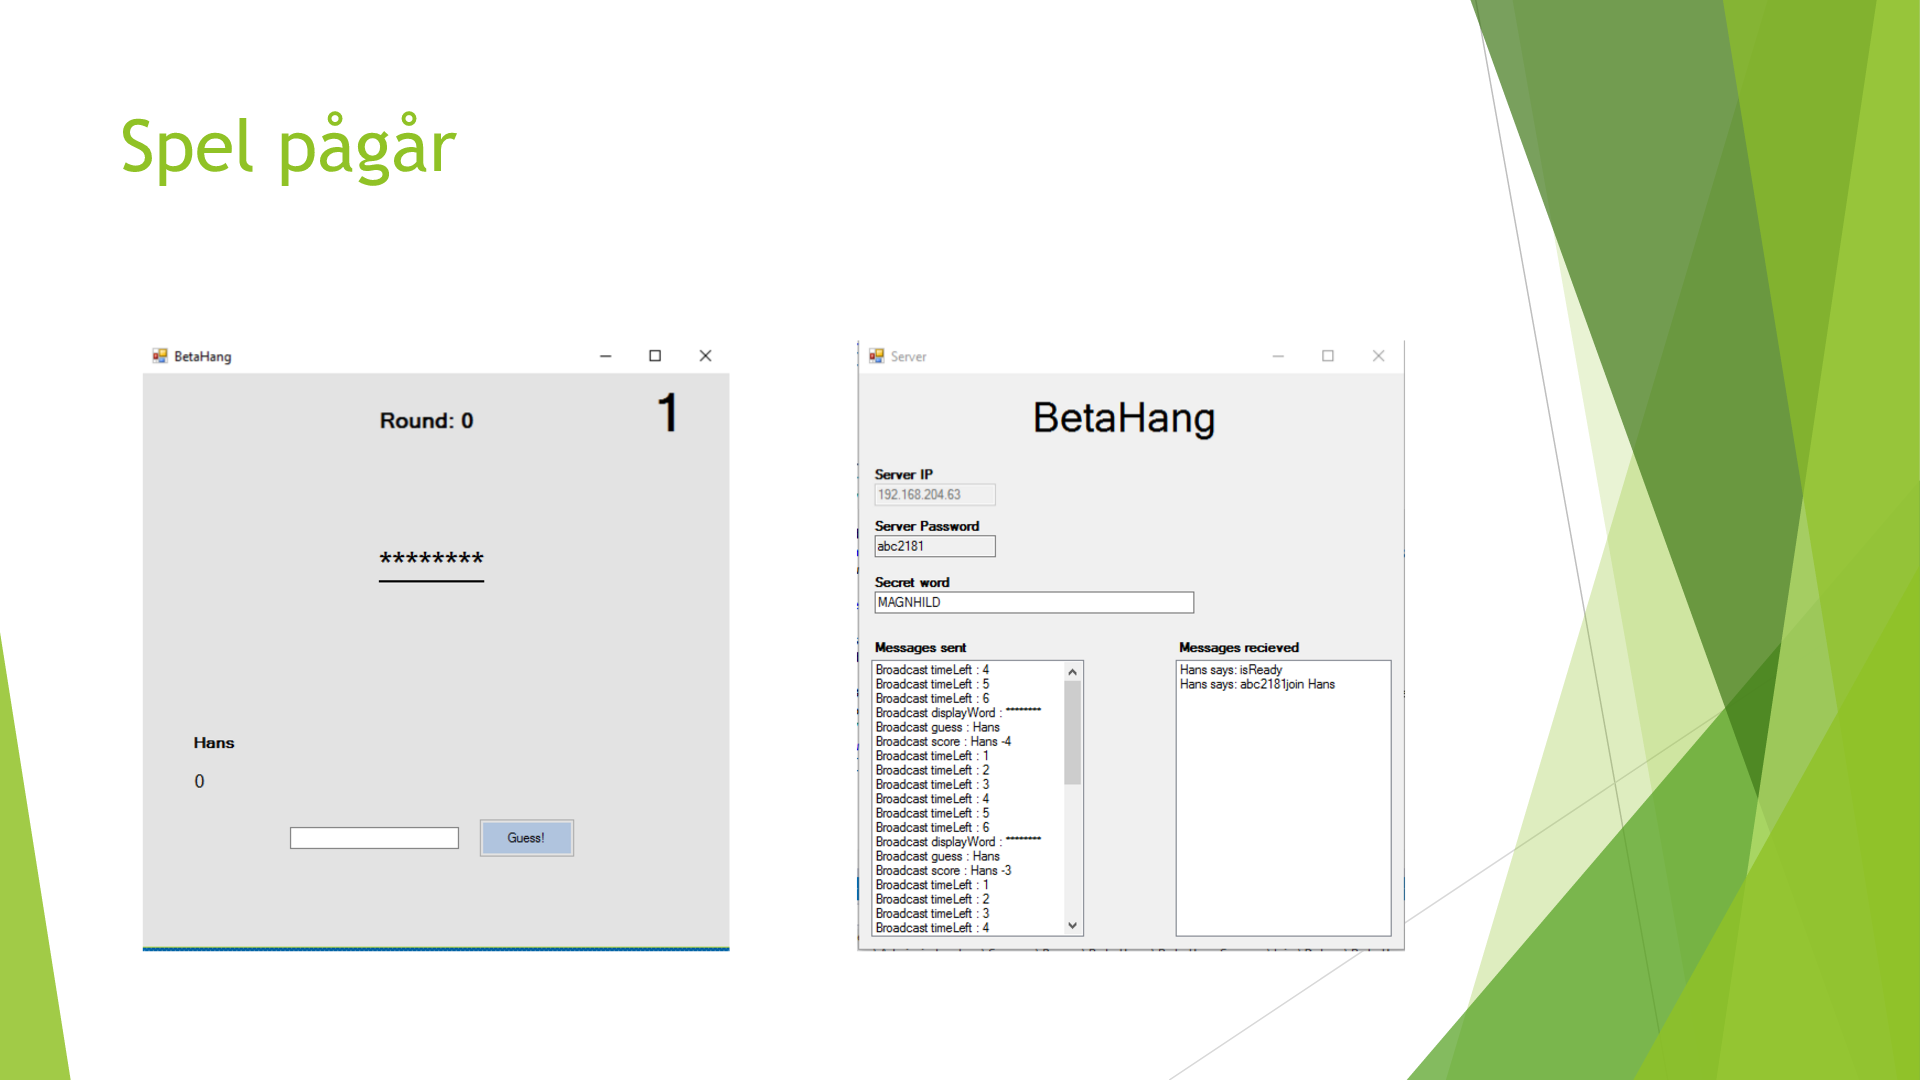 Spel pågår
BetaHang
Round: 0
1
********
Hans
0
Guess!
Server
BetaHang
Server IP
192.168.204.63
Server Password
abc2181
Secret word
MAGNHILD
Messages sent
Broadcast timeLeft : 4
Broadcast timeLeft : 5
Broadcast timeLeft : 6
Broadcast displayWord : ********
Broadcast guess : Hans
Broadcast score : Hans -4
Broadcast timeLeft : 1
Broadcast timeLeft : 2
Broadcast timeLeft : 3
Broadcast timeLeft : 4
Broadcast timeLeft : 5
Broadcast timeLeft : 6
Broadcast displayWord : ********
Broadcast guess : Hans
Broadcast score : Hans -3
Broadcast timeLeft : 1
Broadcast timeLeft : 2
Broadcast timeLeft : 3
Broadcast timeLeft : 4
Messages recieved
Hans says: isReady
Hans says: abc2181join Hans